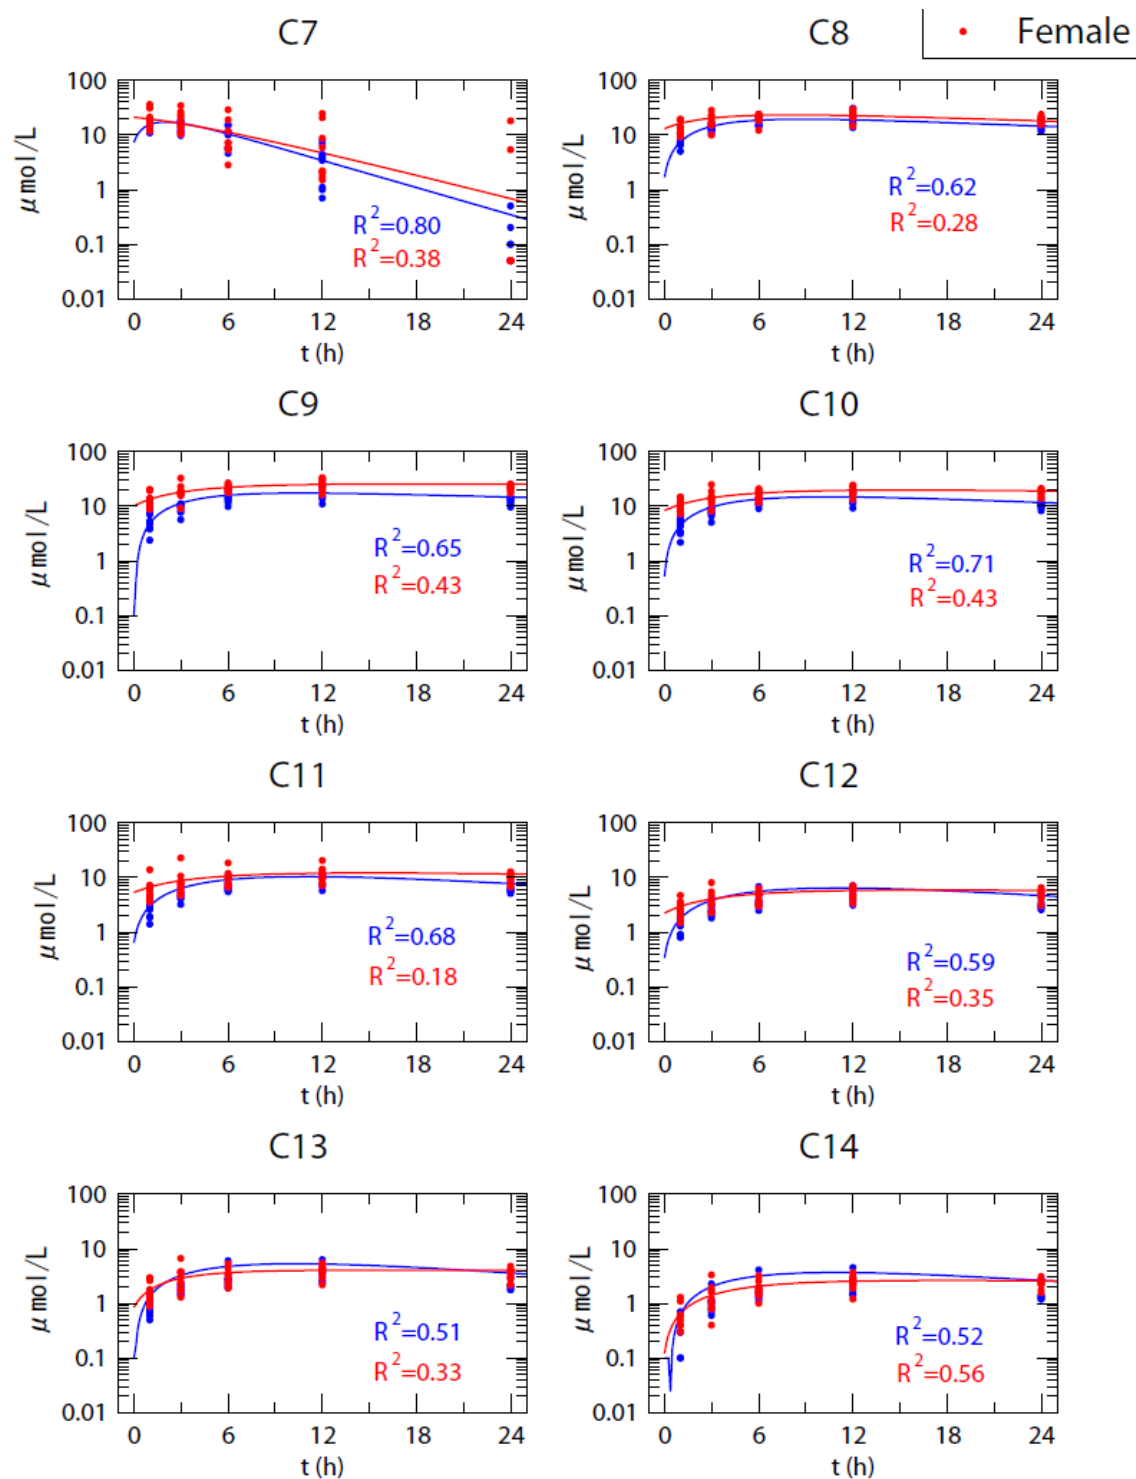 C7
C8
Female
100
10
1
0.1
0.01
μmol/L
R²=0.80
R²=0.38
0 6 12 18 24
t (h)
100
10
1
0.1
0.01
μmol/L
R²=0.62
R²=0.28
0 6 12 18 24
t (h)
C9
C10
100
10
1
0.1
0.01
μmol/L
R²=0.65
R²=0.43
0 6 12 18 24
t (h)
100
10
1
0.1
0.01
μmol/L
R²=0.71
R²=0.43
0 6 12 18 24
t (h)
C11
C12
100
10
1
0.1
0.01
μmol/L
R²=0.68
R²=0.18
0 6 12 18 24
t (h)
100
10
1
0.1
0.01
μmol/L
R²=0.59
R²=0.35
0 6 12 18 24
t (h)
C13
C14
100
10
1
0.1
0.01
μmol/L
R²=0.51
R²=0.33
0 6 12 18 24
t (h)
100
10
1
0.1
0.01
μmol/L
R²=0.52
R²=0.56
0 6 12 18 24
t (h)